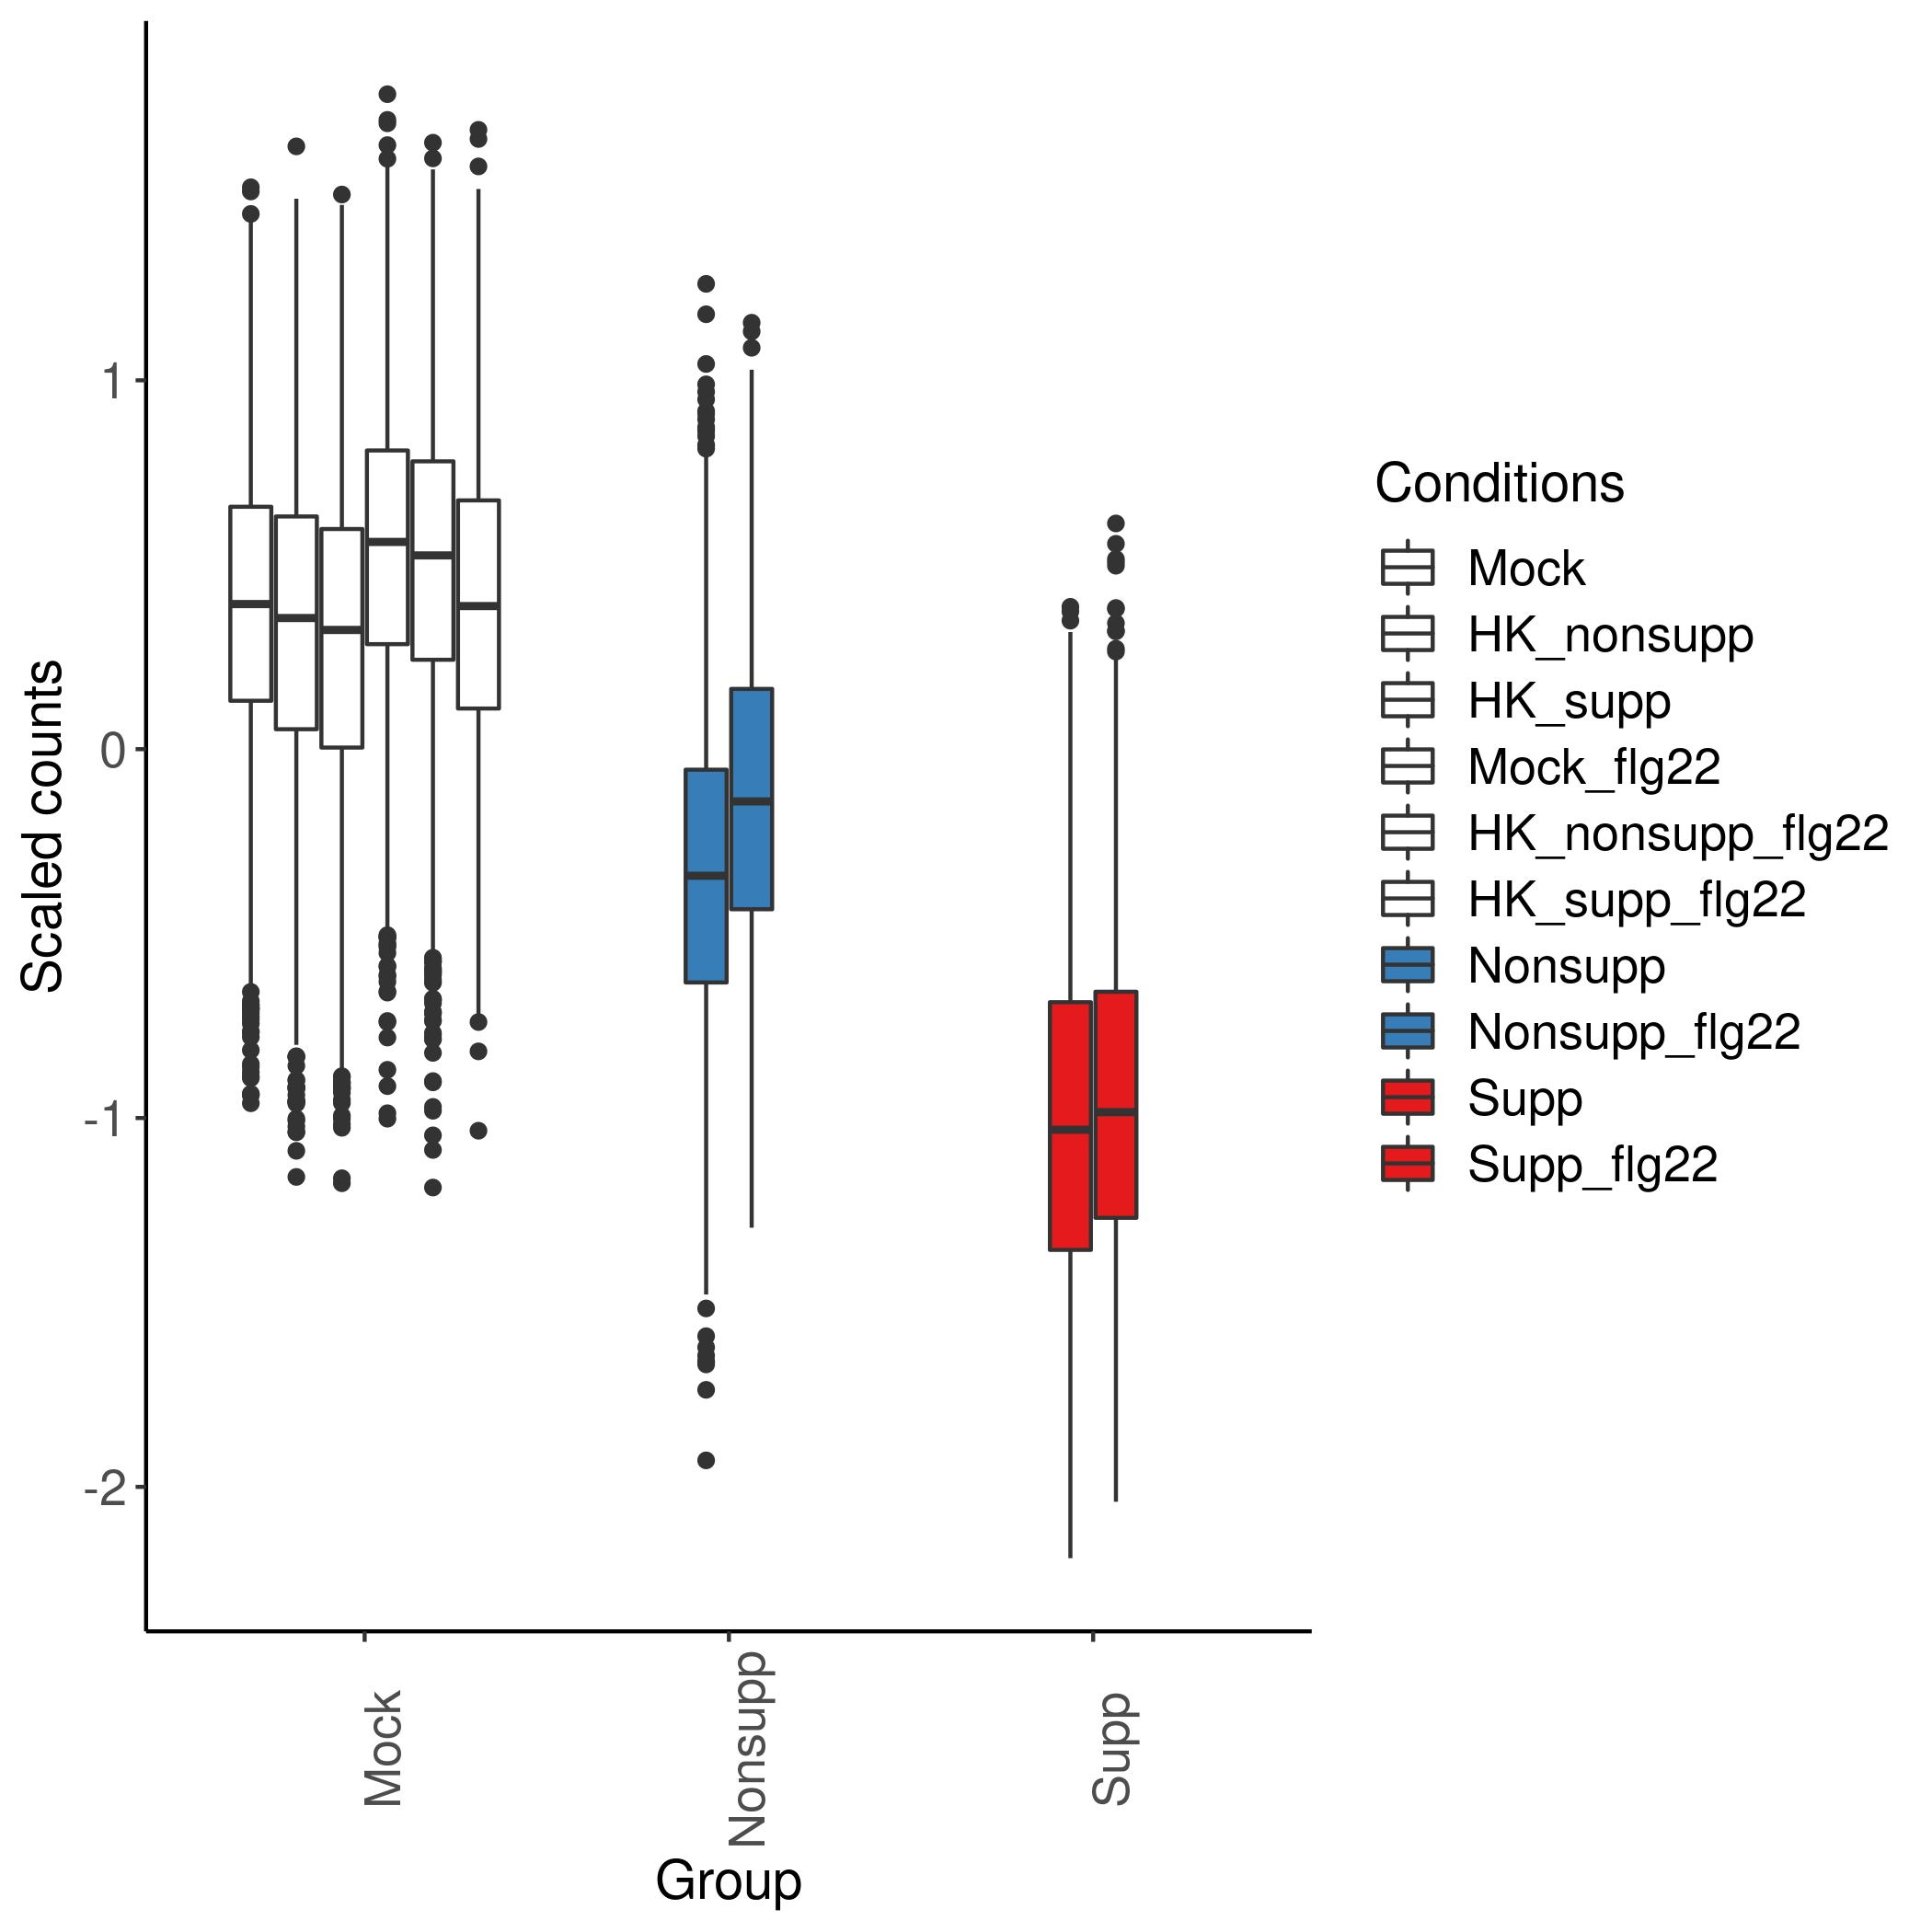 Scaled counts
1
0
-1
-2
Mock
Nonsupp
Supp
Group
Conditions
Mock
HK_nonsupp
HK_supp
Mock_flg22
HK_nonsupp_flg22
HK_supp_flg22
Nonsupp
Nonsupp_flg22
Supp
Supp_flg22